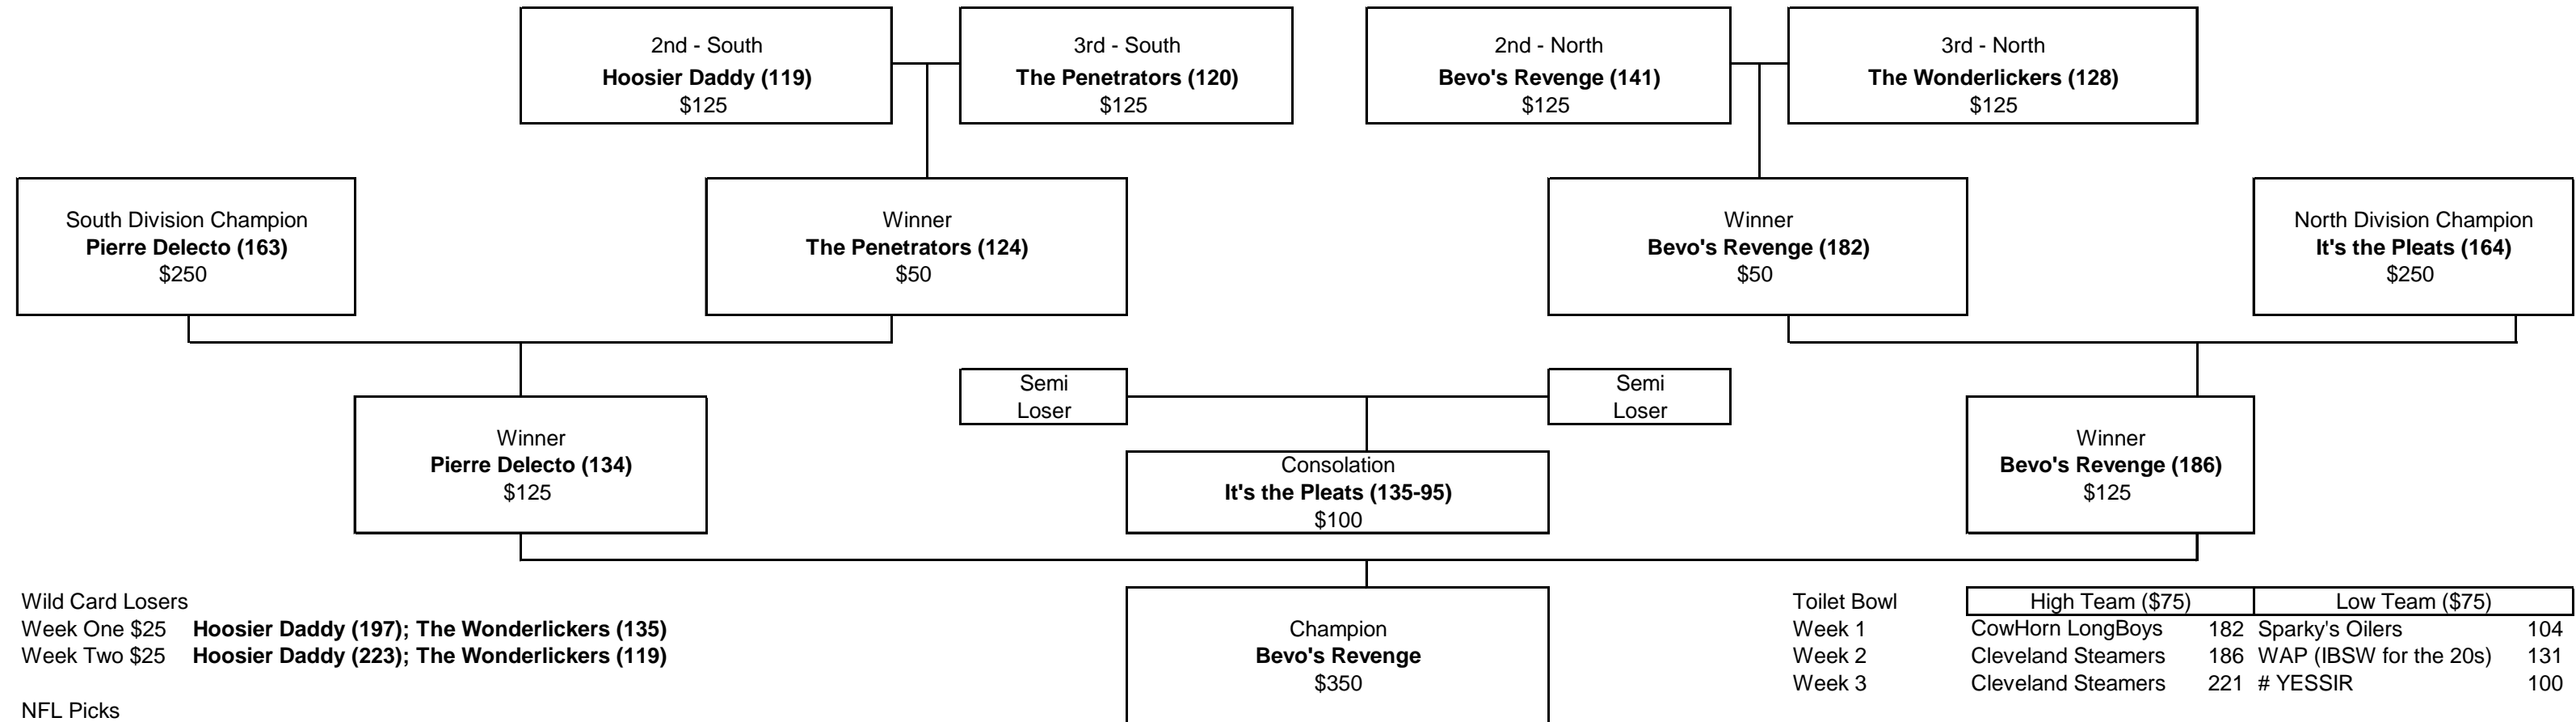 2nd - South
Hoosier Daddy (119)
$125
3rd - South
The Penetrators (120)
$125
2nd - North
Bevo's Revenge (141)
$125
3rd - North
The Wonderlickers (128)
$125
South Division Champion
Pierre Delecto (163)
$250
Winner
The Penetrators (124)
$50
Winner
Bevo's Revenge (182)
$50
North Division Champion
It's the Pleats (164)
$250
Semi
Loser
Semi
Loser
Winner
Pierre Delecto (134)
$125
Consolation
It's the Pleats (135-95)
$100
Winner
Bevo's Revenge (186)
$125
Wild Card Losers
Week One $25 Hoosier Daddy (197); The Wonderlickers (135)
Week Two $25 Hoosier Daddy (223); The Wonderlickers (119)
NFL Picks
Champion
Bevo's Revenge
$350
Toilet Bowl High Team ($75) Low Team ($75)
Week 1 CowHorn LongBoys 182 Sparky's Oilers 104
Week 2 Cleveland Steamers 186 WAP (IBSW for the 20s) 131
Week 3 Cleveland Steamers 221 # YESSIR 100